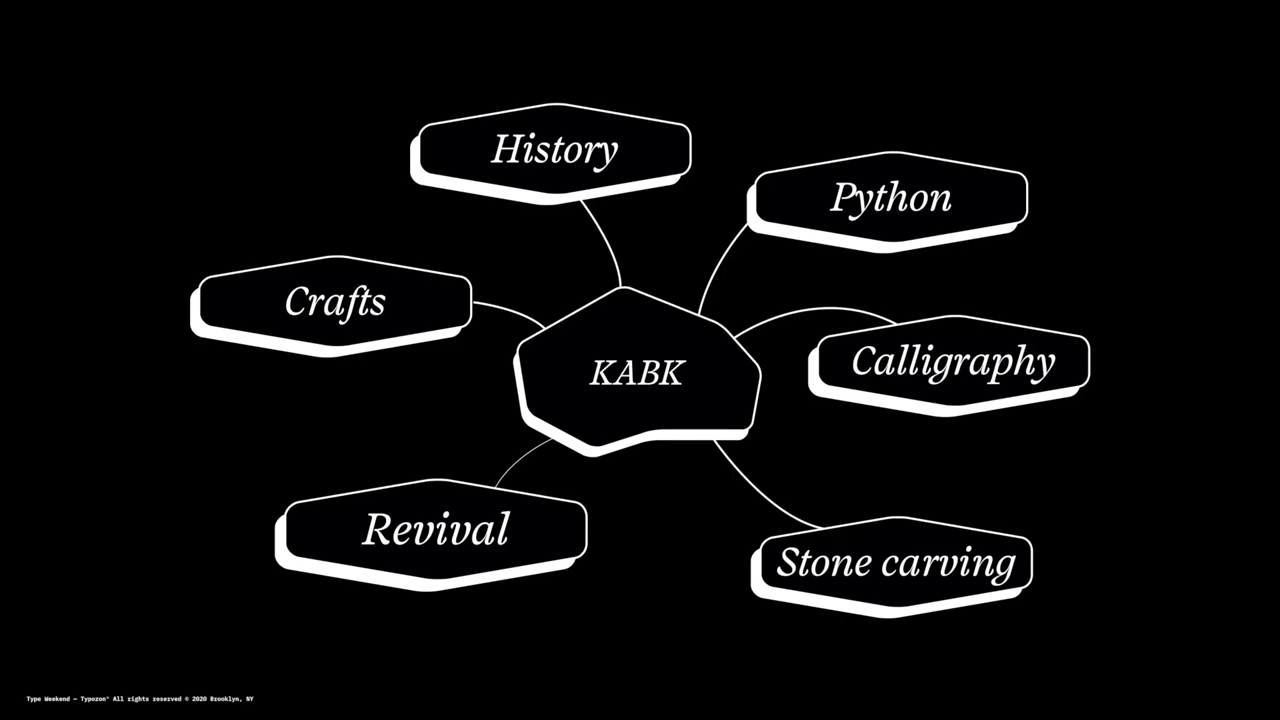 History
Python
Crafts
Calligraphy
KABK
Revival
Stone carving
Type Weekend — Typozon° All rights reserved © 2020 Brooklyn, NY